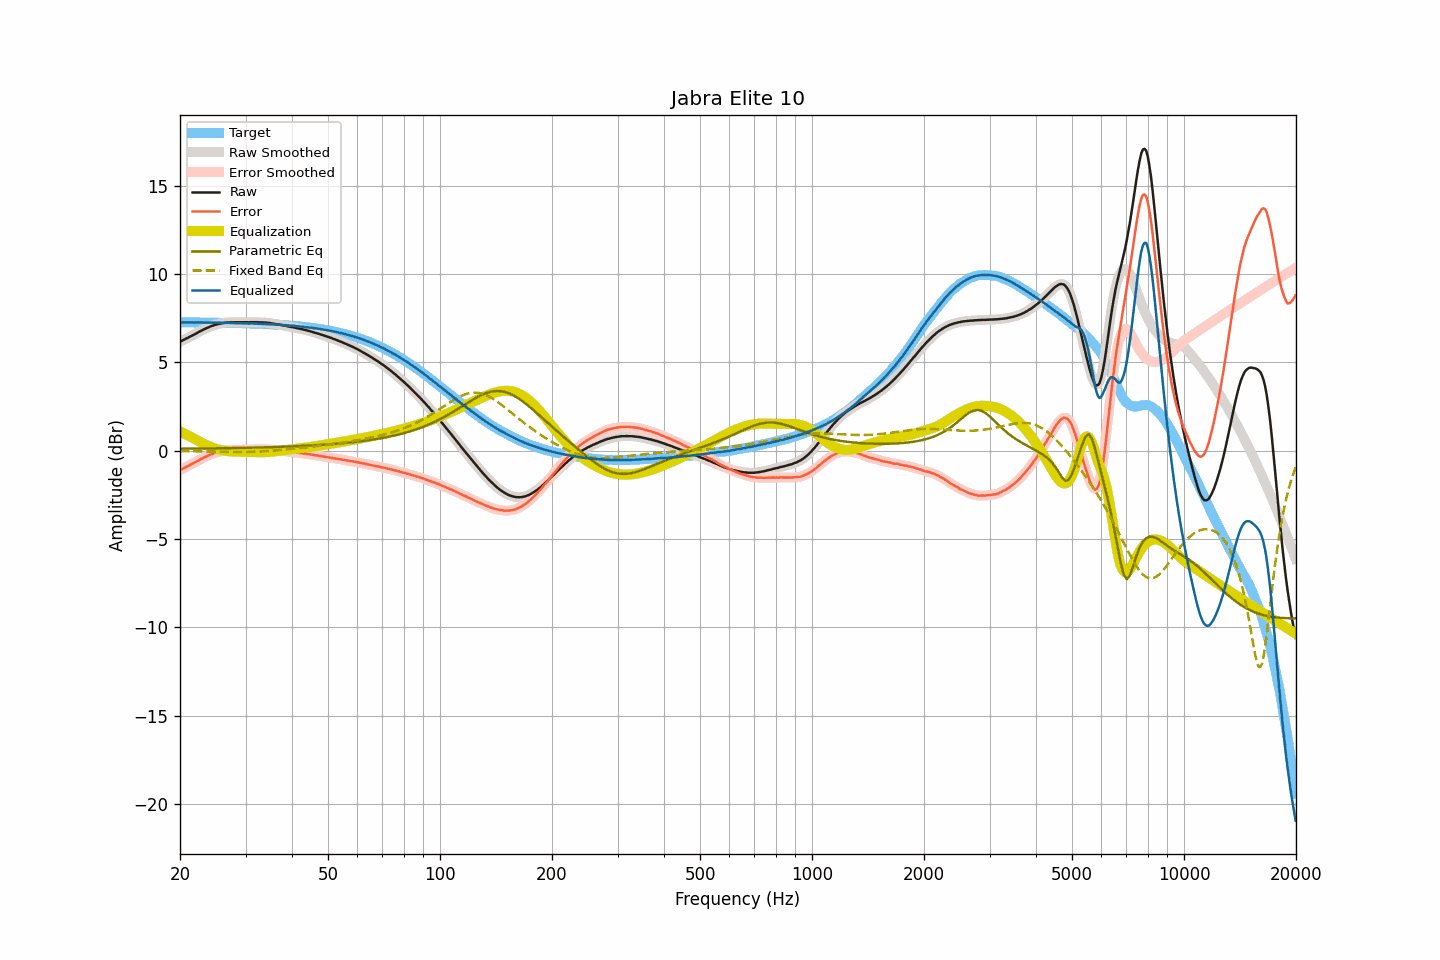 Jabra Elite 10
Target
Raw Smoothed
Error Smoothed
Raw
Error
Equalization
Parametric Eq
Fixed Band Eq
Equalized
15
10
5
0
−5
−10
−15
−20
Amplitude (dBr)
20 50 100 200 500 1000 2000 5000 10000 20000
Frequency (Hz)